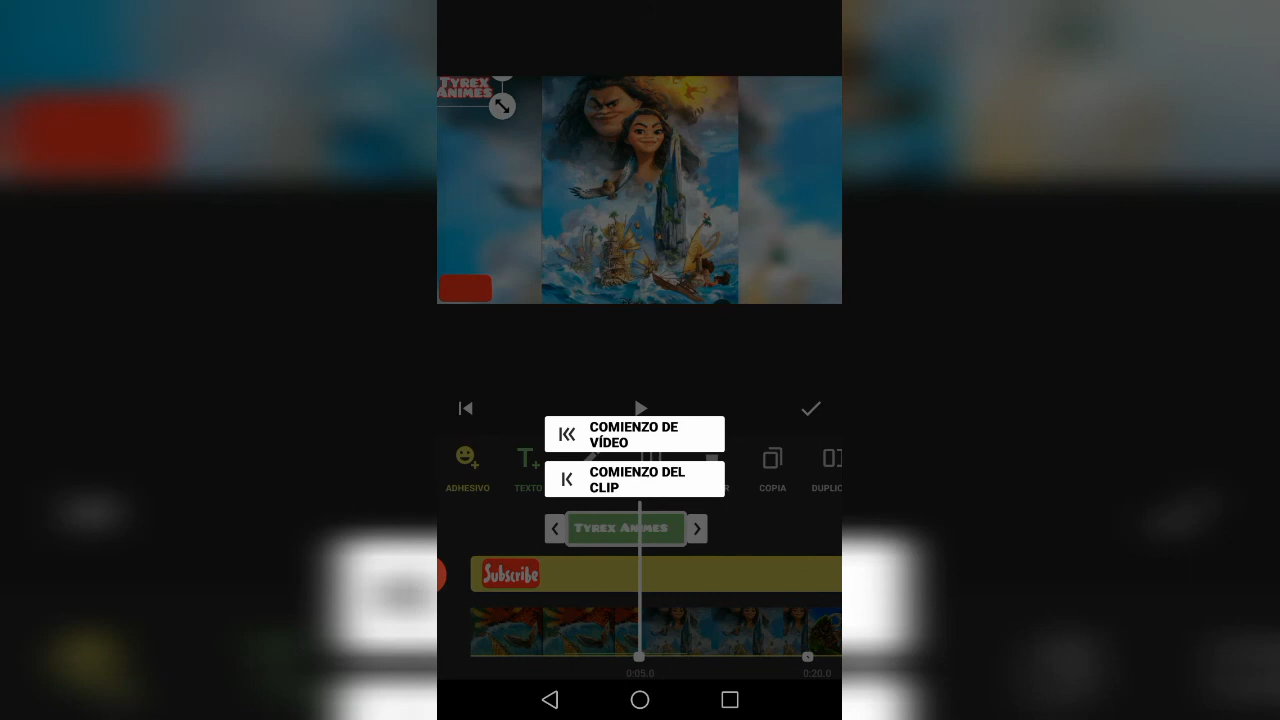 TYREX
ANIMES
COMIENZO DE
VÍDEO
COMIENZO DEL
CLIP
ADHESIVO
TEXTO
COPIA
DUPLIC
TYREX ANIMES
Subscribe
0:05.0
0:20.0